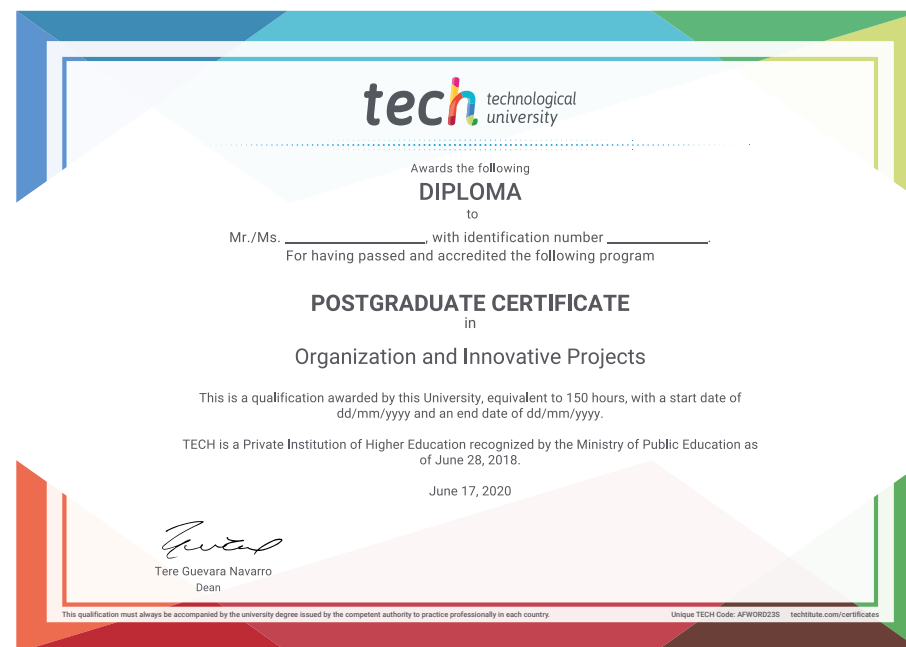 tech technological
university
Awards the following
DIPLOMA
to
Mr./Ms. ____________________, with identification number ______________.
For having passed and accredited the following program
POSTGRADUATE CERTIFICATE
in
Organization and Innovative Projects
This is a qualification awarded by this University, equivalent to 150 hours, with a start date of
dd/mm/yyyy and an end date of dd/mm/yyyy.
TECH is a Private Institution of Higher Education recognized by the Ministry of Public Education as
of June 28, 2018.
June 17, 2020
Tere Guevara Navarro
Dean
This qualification must always be accompanied by the university degree issued by the competent authority to practice professionally in each country. Unique TECH Code: AFWORD23S techtitute.com/certificates